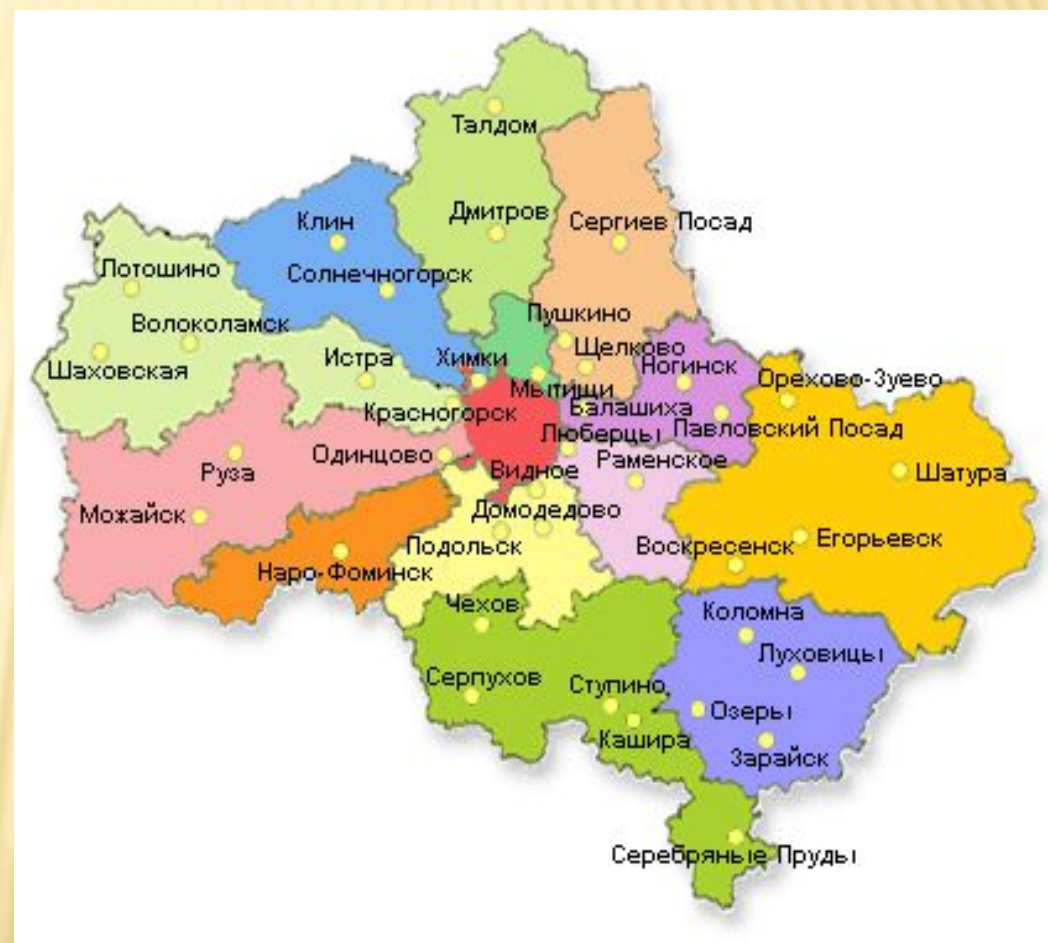 Талдом
Дмитров
Сергиев Посад
Клин
Солнечногорск
Лотошино
Волоколамск
Шаховская
Истра
Химки
Пушкино
Щелково
Мытищи
Ногинск
Орехово-Зуево
Красногорск
Балашиха
Павловский Посад
Люберцы
Одинцово
Видное
Раменское
Руза
Шатура
Можайск
Домодедово
Подольск
Воскресенск
Егорьевск
Наро-Фоминск
Чехов
Коломна
Луховицы
Серпухов
Ступино
Озеры
Кашира
Зарайск
Серебряные Пруды